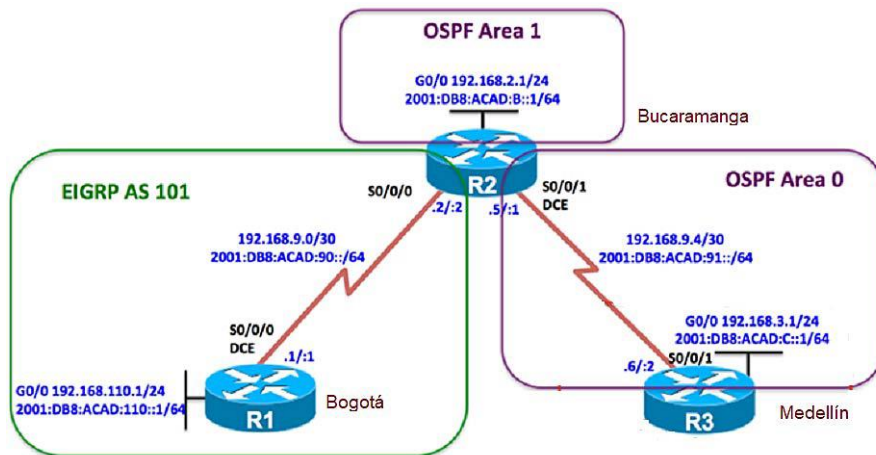 OSPF Area 1
G0/0 192.168.2.1/24
2001:DB8:ACAD:B::1/64
Bucaramanga
R2
EIGRP AS 101
S0/0/0
.2/:2
.5/:1
S0/0/1
DCE
OSPF Area 0
192.168.9.0/30
2001:DB8:ACAD:90::/64
192.168.9.4/30
2001:DB8:ACAD:91::/64
S0/0/0
DCE
.1/:1
G0/0 192.168.3.1/24
2001:DB8:ACAD:C::1/64
.6/:2
S0/0/1
G0/0 192.168.110.1/24
2001:DB8:ACAD:110::1/64
R1
Bogotá
R3
Medellín